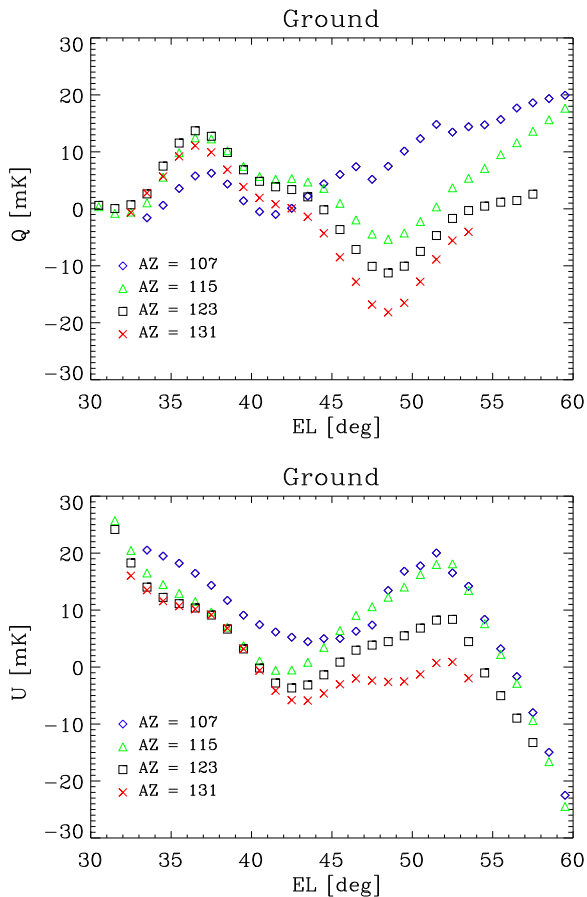 Ground
30
20
10
0
−10
−20
−30
Q [mK]
AZ = 107
AZ = 115
AZ = 123
AZ = 131
30 35 40 45 50 55 60
EL [deg]
Ground
30
20
10
0
−10
−20
−30
U [mK]
AZ = 107
AZ = 115
AZ = 123
AZ = 131
30 35 40 45 50 55 60
EL [deg]